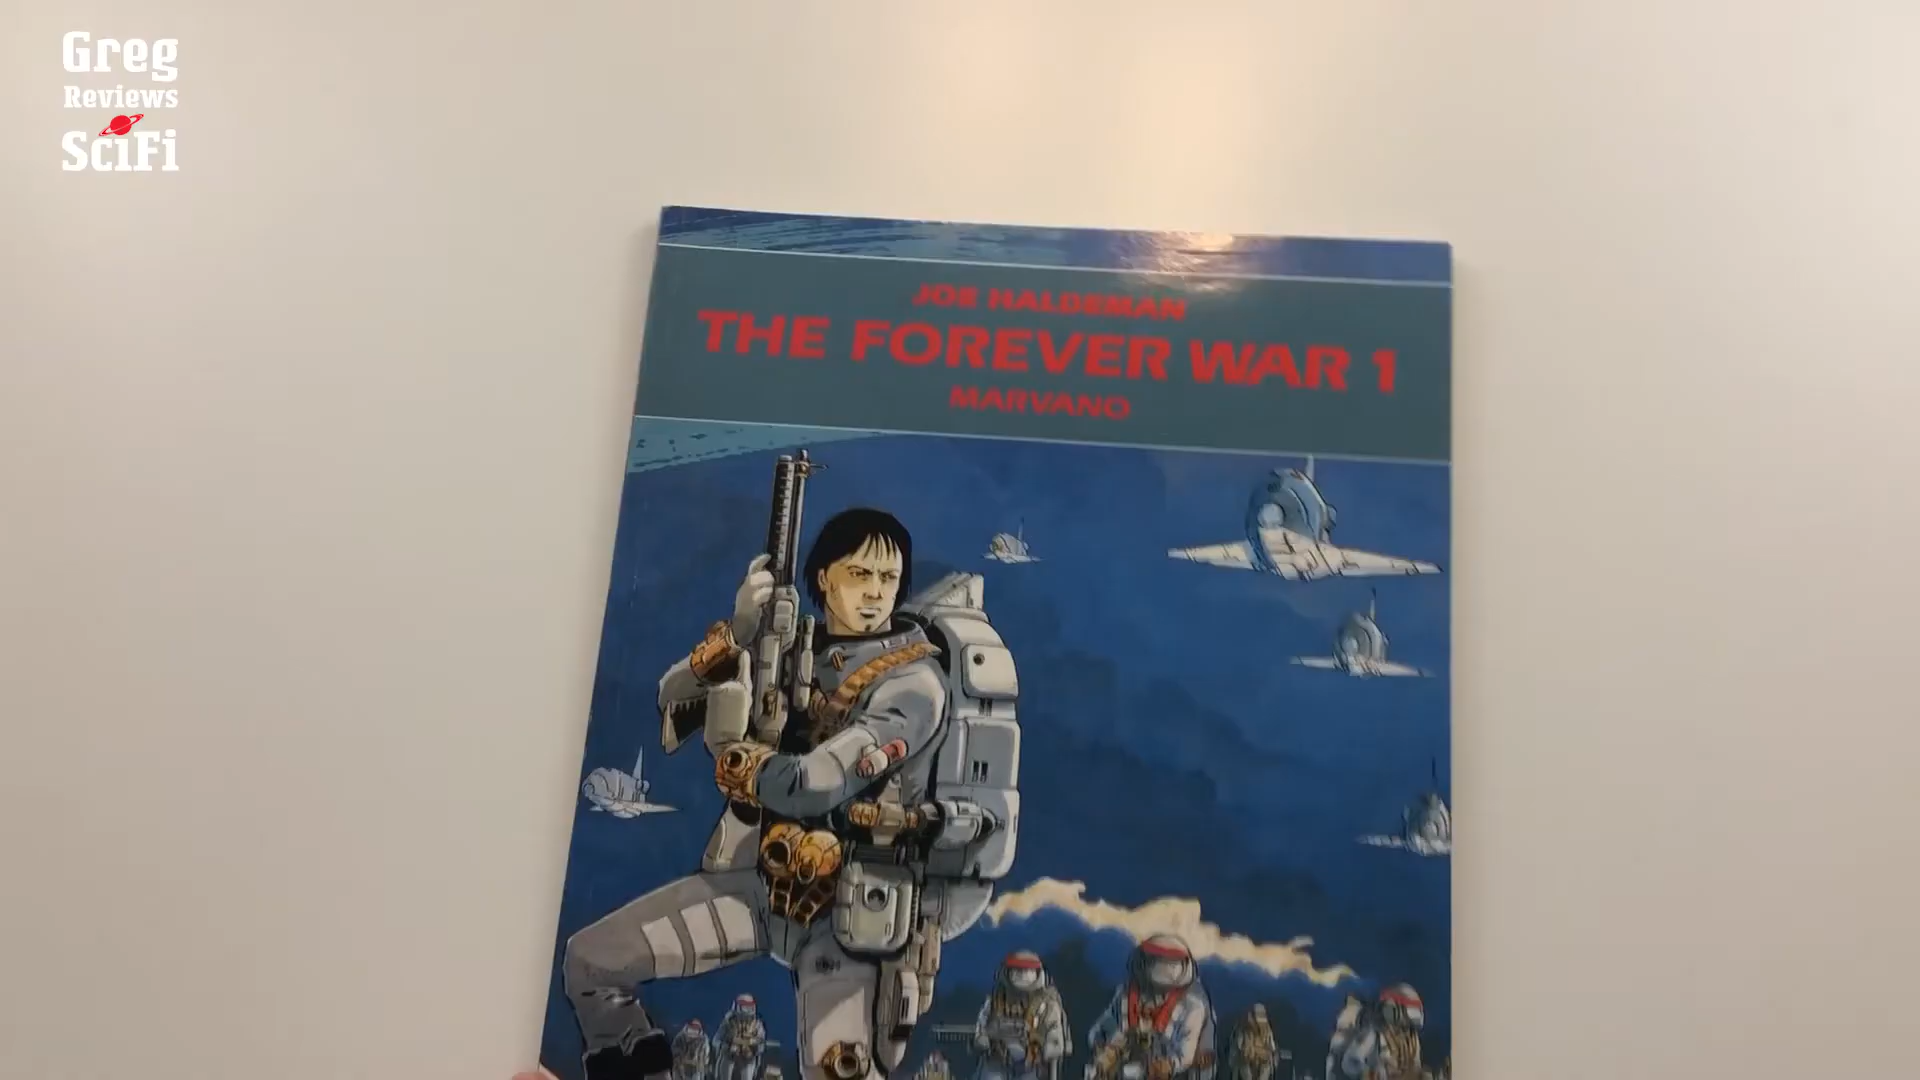 Greg
Reviews
SciFi
JOE HALDEMAN
THE FOREVER WAR 1
MARVANO